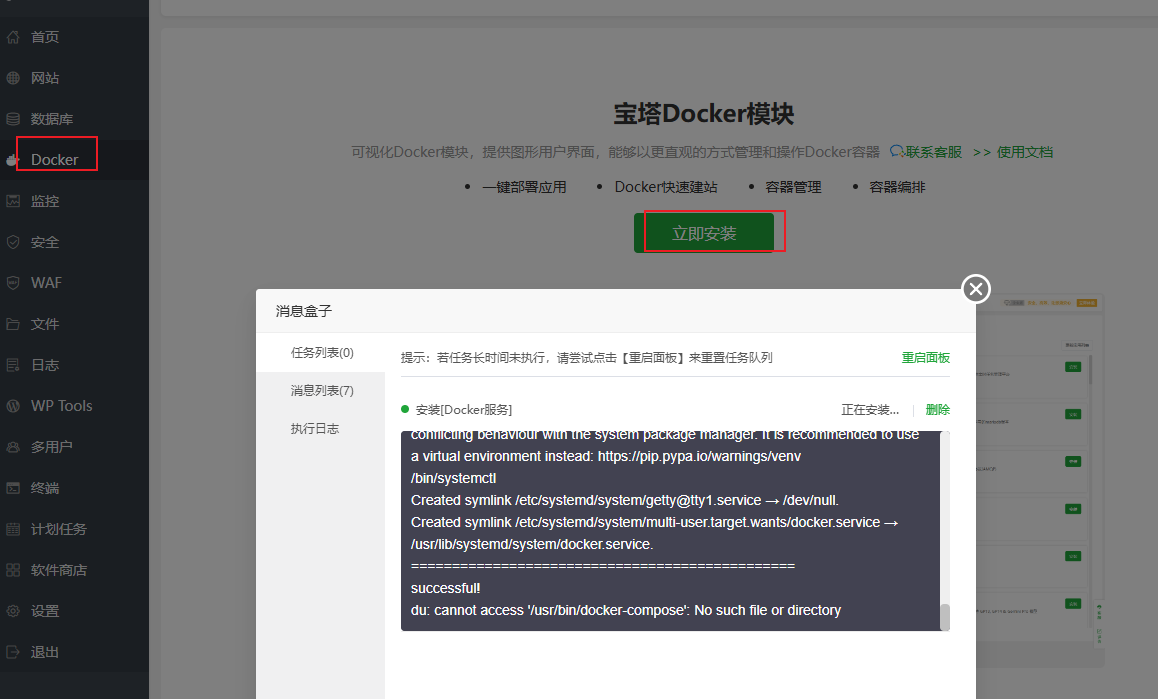 首页
网站
数据库
Docker
监控
安全
WAF
文件
日志
WP Tools
多用户
终端
计划任务
软件商店
设置
退出
宝塔Docker模块
可视化Docker模块，提供图形用户界面，能够以更直观的方式管理和操作Docker容器 联系客服 >> 使用文档
• 一键部署应用 • Docker快速建站 • 容器管理 • 容器编排
立即安装
消息盒子
任务列表(0)
消息列表(7)
执行日志
提示：若任务长时间未执行，请尝试点击【重启面板】来重置任务队列 重启面板
安装[Docker服务] 正在安装... 删除
conflicting behaviour with the system package manager. It is recommended to use
a virtual environment instead: https://pip.pypa.io/warnings/venv
/bin/systemctl
Created symlink /etc/systemd/system/getty@tty1.service → /dev/null.
Created symlink /etc/systemd/system/multi-user.target.wants/docker.service →
/usr/lib/systemd/system/docker.service.
===============================================
successful!
du: cannot access '/usr/bin/docker-compose': No such file or directory